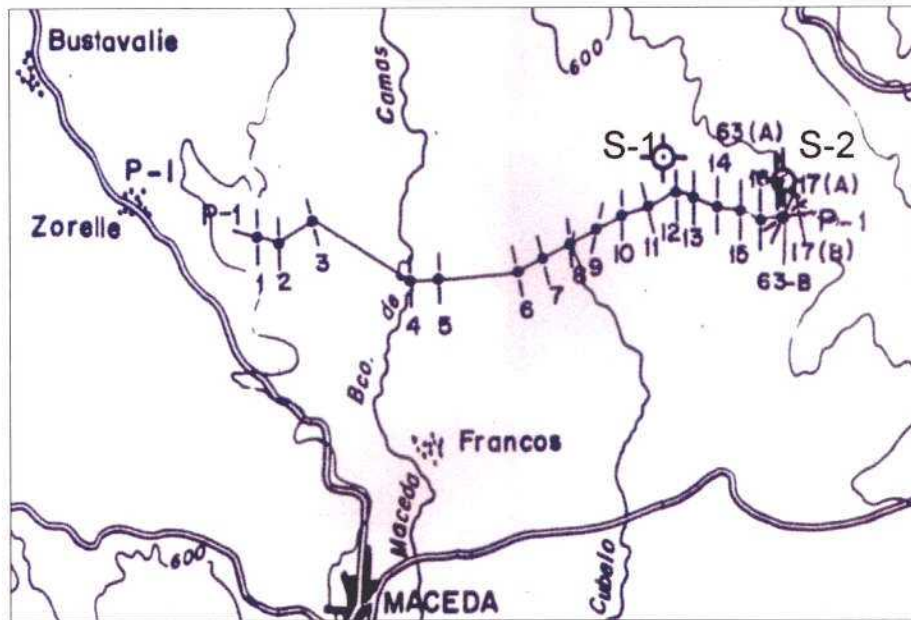 Bustavalie
Camas
600
S-1
63(A)
S-2
P-1
14
16
17(A)
Zorelle
P-1
P-1
1
2
3
4
5
6
7
8
9
10
11
12
13
15
17(B)
63-B
de
Bco.
Francos
Macedo
Cubelo
600
MACEDA